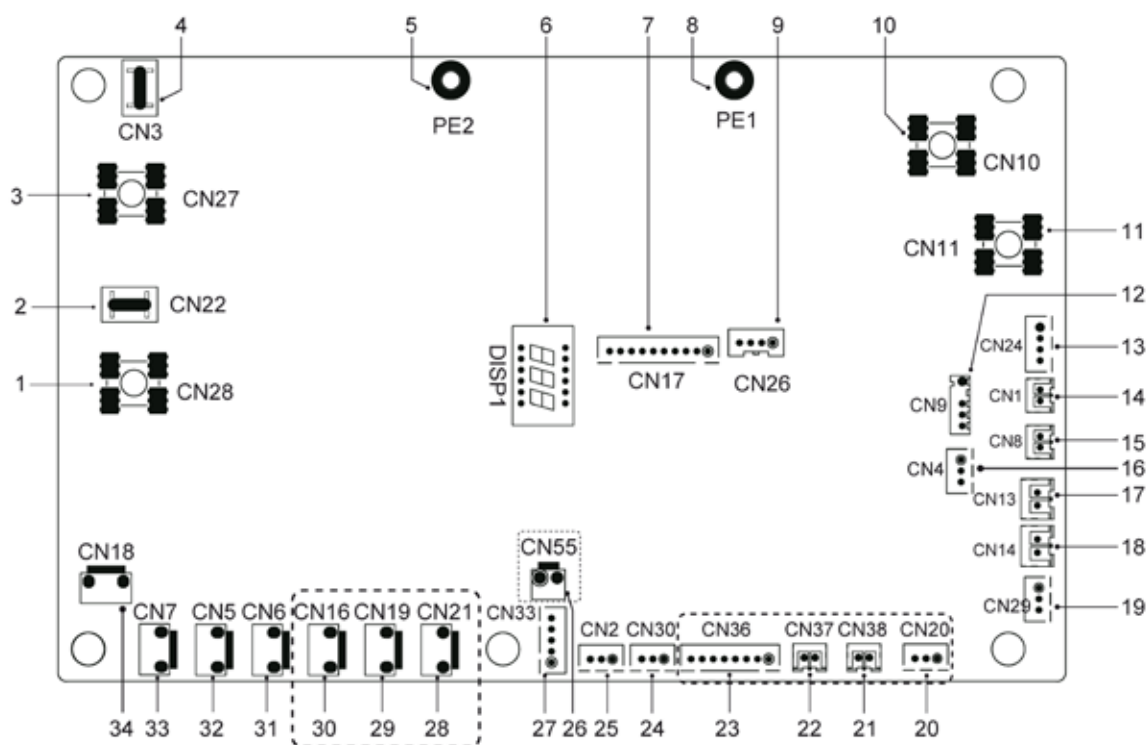 4 5 6 7 8 9 10
CN3 PE2 PE1
CN10
3 CN27
CN11 11
2 CN22
12
CN24 13
DISP1 CN17 CN26
1 CN28
CN9 CN1 14
CN8 15
CN4 16
CN13 17
CN18 CN55
CN14 18
CN7 CN5 CN6 CN16 CN19 CN21 CN33 CN29 19
CN2 CN30 CN36 CN37 CN38 CN20
34 33 32 31 30 29 28 27 26 25 24 23 22 21 20